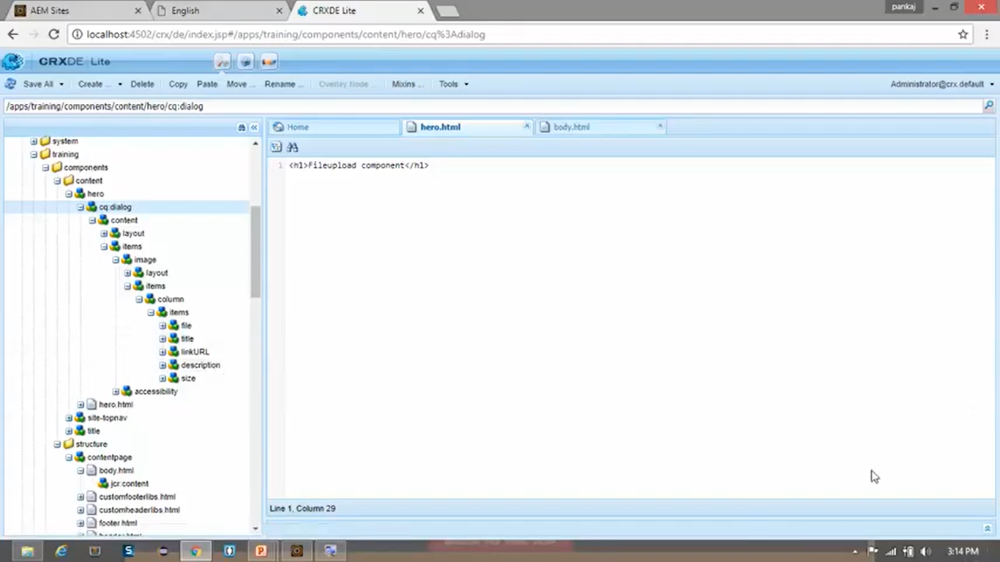 AEM Sites
English
CRXDE Lite
pankaj
localhost:4502/crx/de/index.jsp#/apps/training/components/content/hero/cq%3Adialog
CRXDE Lite
Save All
Create ...
Delete
Copy
Paste
Move ...
Rename ...
Overlay Node ...
Mixins ...
Tools
Administrator@crx.default
/apps/training/components/content/hero/cq:dialog
Home
hero.html
body.html
system
training
components
content
hero
cq:dialog
content
layout
items
image
layout
items
column
items
file
title
linkURL
description
size
accessibility
hero.html
site-topnav
title
structure
contentpage
body.html
jcr:content
customfooterlibs.html
customheaderlibs.html
footer.html
header.html
1 <h1>Fileupload component</h1>
Line 1, Column 29
3:14 PM